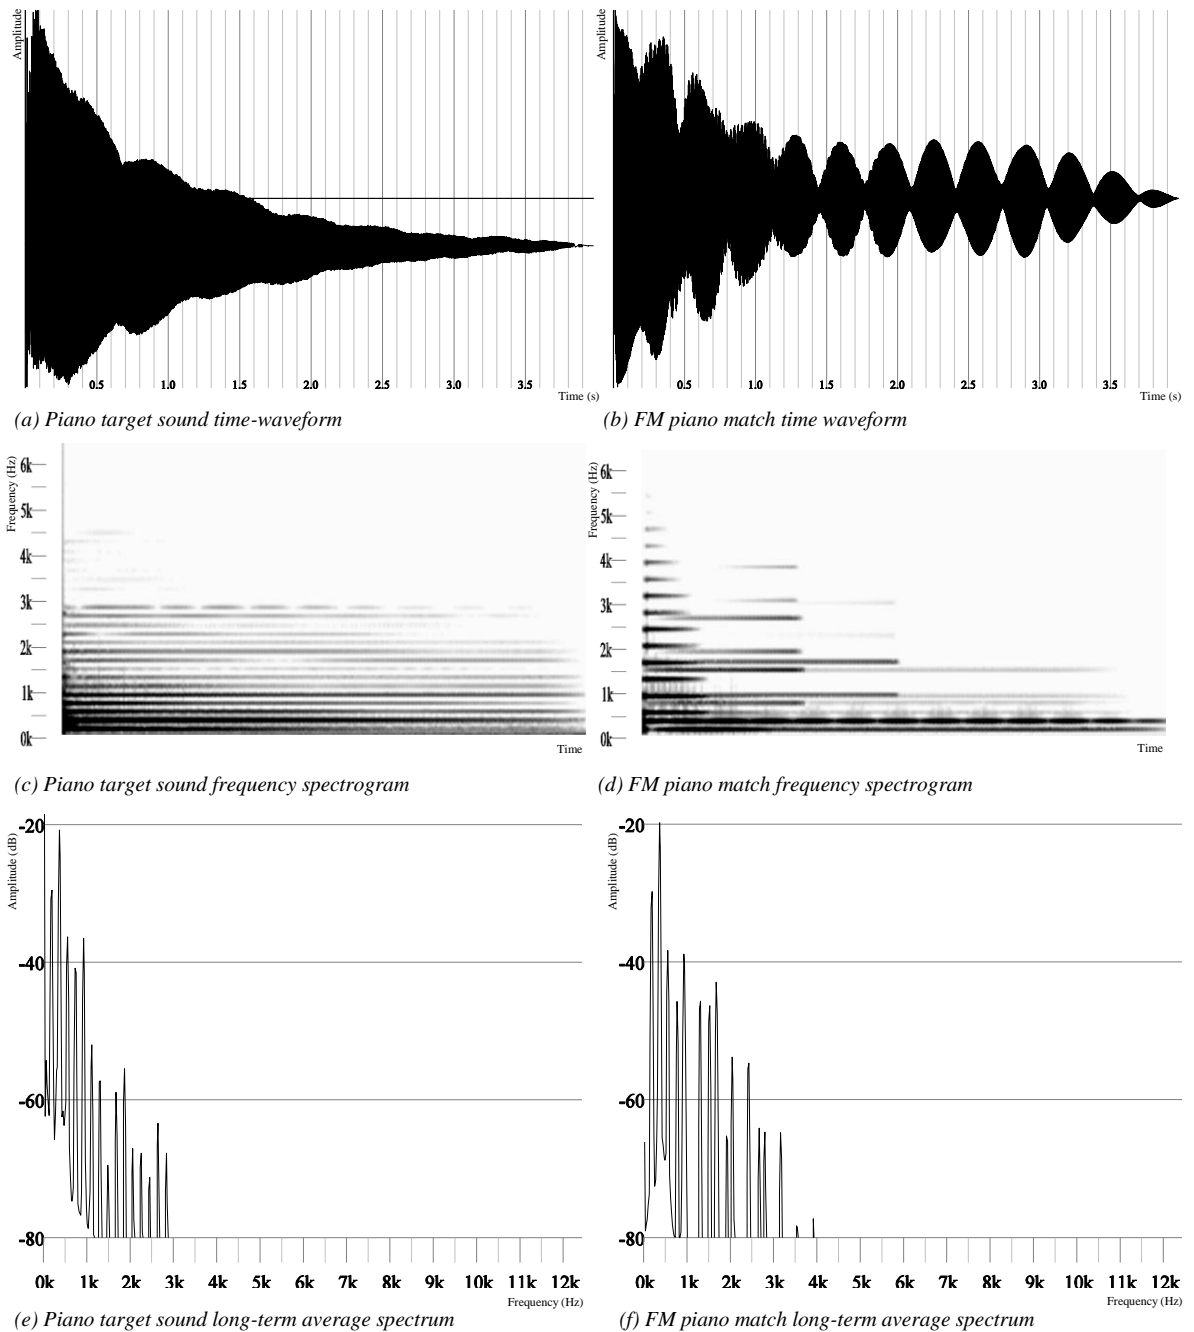 Amplitude
Amplitude
0.5 1.0 1.5 2.0 2.5 3.0 3.5
0.5 1.0 1.5 2.0 2.5 3.0 3.5
Time (s)
Time (s)
(a) Piano target sound time-waveform
(b) FM piano match time waveform
Frequency (Hz)
6k
5k
4k
3k
2k
1k
0k
Time
Frequency (Hz)
6k
5k
4k
3k
2k
1k
0k
Time
(c) Piano target sound frequency spectrogram
(d) FM piano match frequency spectrogram
Amplitude (dB)
-20
-40
-60
-80
0k 1k 2k 3k 4k 5k 6k 7k 8k 9k 10k 11k 12k
Frequency (Hz)
Amplitude (dB)
-20
-40
-60
-80
0k 1k 2k 3k 4k 5k 6k 7k 8k 9k 10k 11k 12k
Frequency (Hz)
(e) Piano target sound long-term average spectrum
(f) FM piano match long-term average spectrum